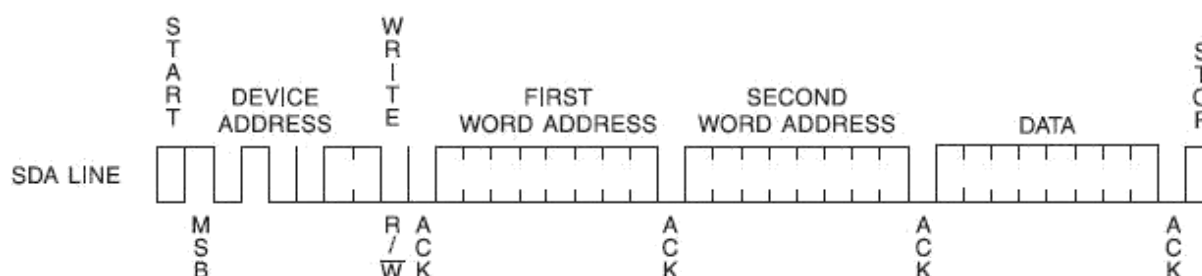 START
WRITE
DEVICE
ADDRESS
FIRST
WORD ADDRESS
SECOND
WORD ADDRESS
DATA
SDA LINE
MSB
R/W
ACK
ACK
ACK
ACK